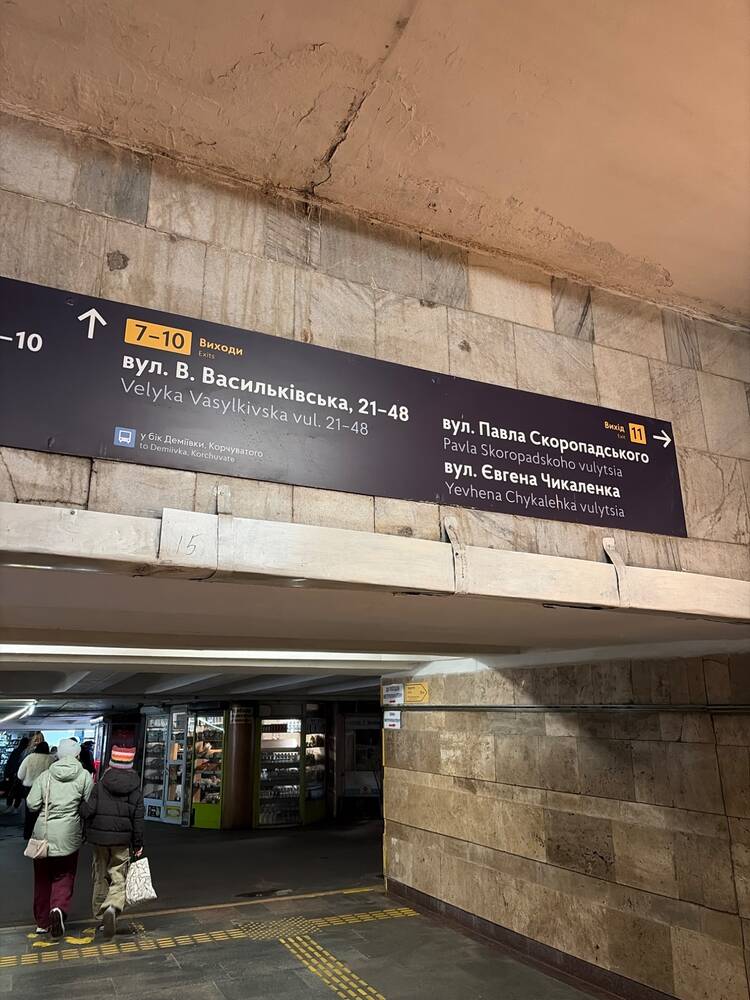 –10
7–10 Виходи
Exits
вул. В. Васильківська, 21–48
Velyka Vasylkivska vul. 21–48
у бік Деміївки, Корчуватого
to Demiivka, Korchuvate
Вихід 11
Exit
вул. Павла Скоропадського
Pavla Skoropadskoho vulytsia
вул. Євгена Чикаленка
Yevhena Chykalenka vulytsia
15